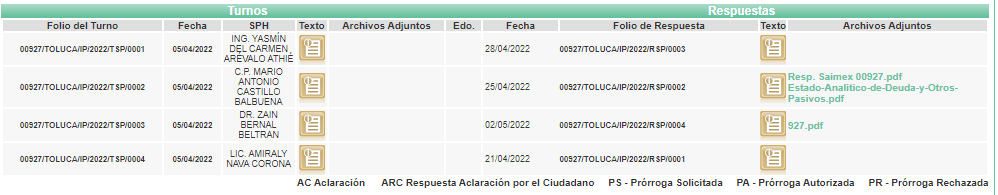 Turnos Respuestas
Folio del Turno Fecha SPH Texto Archivos Adjuntos Edo. Fecha Folio de Respuesta Texto Archivos Adjuntos
00927/TOLUCA/IP/2022/TSP/0001 05/04/2022 ING. YASMÍN
DEL CARMEN
ARÉVALO ATHIÉ 28/04/2022 00927/TOLUCA/IP/2022/RSP/0003
00927/TOLUCA/IP/2022/TSP/0002 05/04/2022 C.P. MARIO
ANTONIO
CASTILLO
BALBUENA 25/04/2022 00927/TOLUCA/IP/2022/RSP/0002 Resp. Saimex 00927.pdf
Estado-Analitico-de-Deuda-y-Otros-
Pasivos.pdf
00927/TOLUCA/IP/2022/TSP/0003 05/04/2022 DR. ZAIN
BERNAL
BELTRAN 02/05/2022 00927/TOLUCA/IP/2022/RSP/0004 927.pdf
00927/TOLUCA/IP/2022/TSP/0004 05/04/2022 LIC. AMIRALY
NAVA CORONA 21/04/2022 00927/TOLUCA/IP/2022/RSP/0001
AC Aclaración ARC Respuesta Aclaración por el Ciudadano PS - Prórroga Solicitada PA - Prórroga Autorizada PR - Prórroga Rechazada